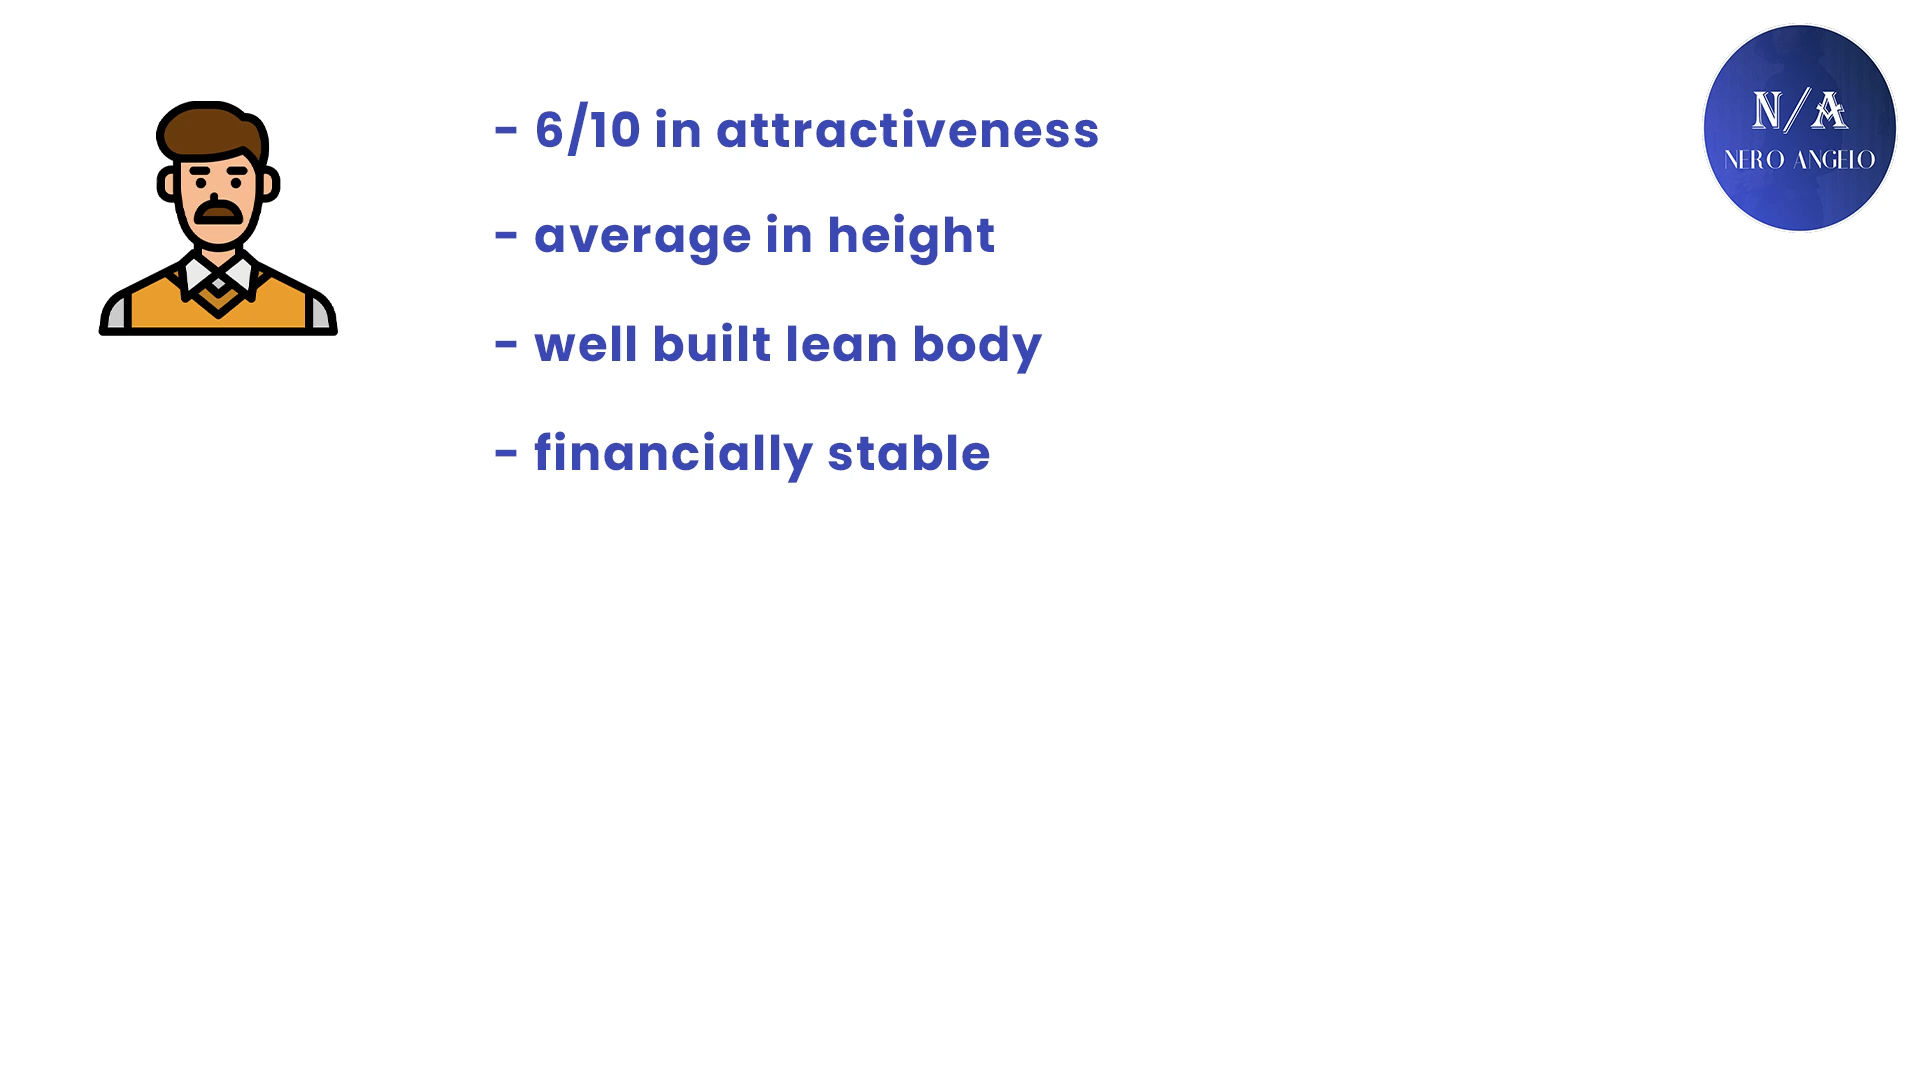 - 6/10 in attractiveness
- average in height
- well built lean body
- financially stable
N/A
NERO ANGELO